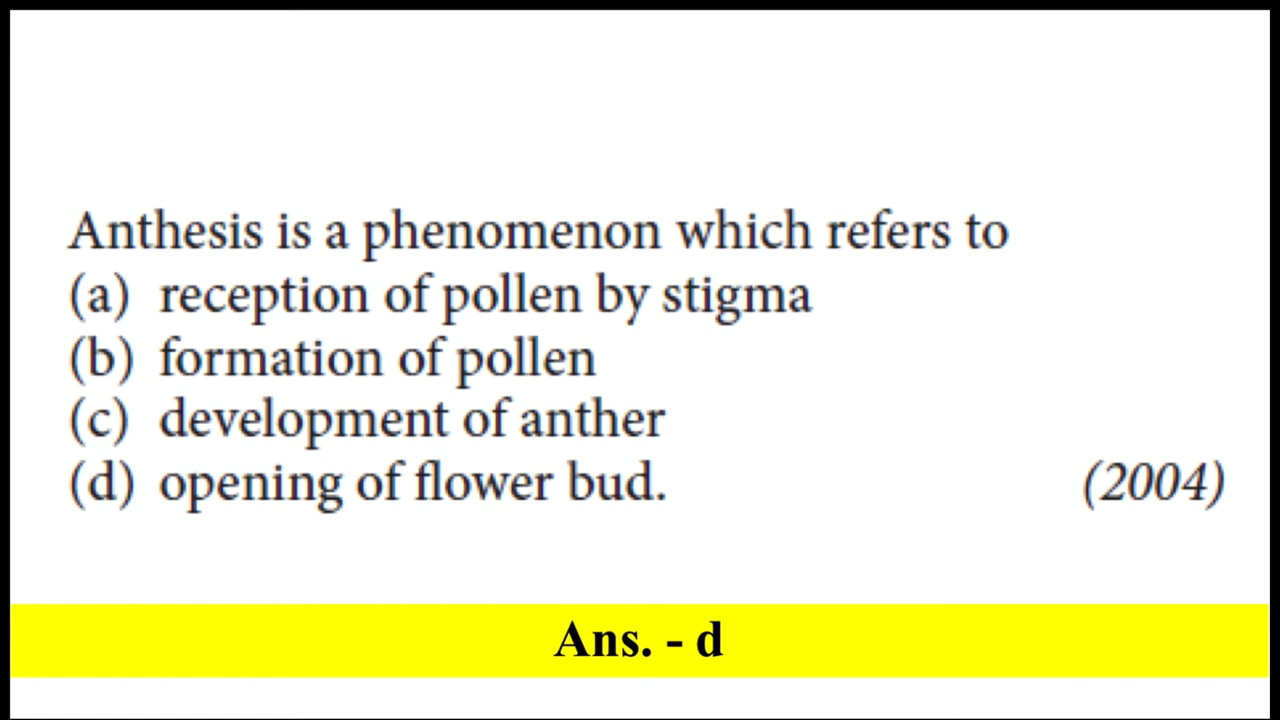 Anthesis is a phenomenon which refers to
(a) reception of pollen by stigma
(b) formation of pollen
(c) development of anther
(d) opening of flower bud. (2004)
Ans. - d